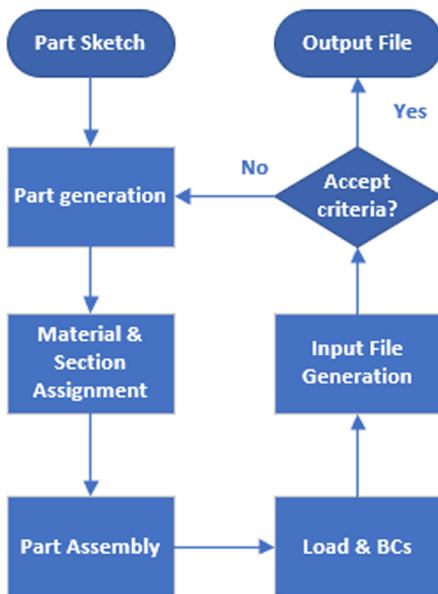 Part Sketch
Part generation
Material &
Section
Assignment
Part Assembly
Load & BCs
Input File
Generation
Accept
criteria?
No
Yes
Output File